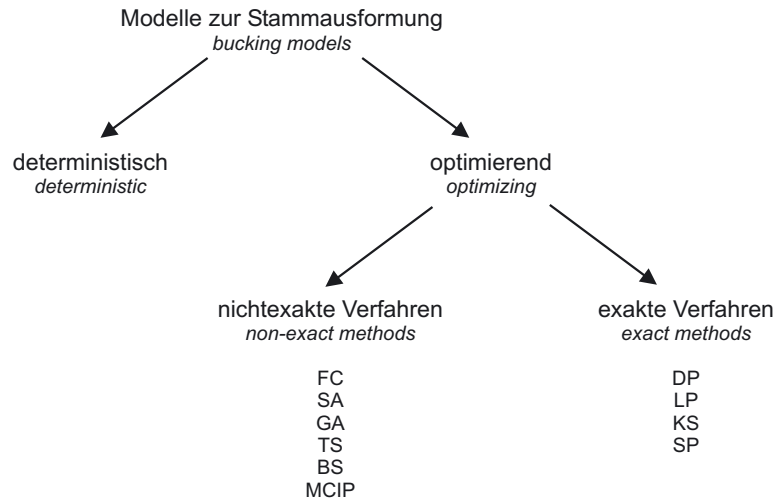 Modelle zur Stammausformung
bucking models
deterministisch
deterministic
optimierend
optimizing
nichtexakte Verfahren
non-exact methods
FC
SA
GA
TS
BS
MCIP
exakte Verfahren
exact methods
DP
LP
KS
SP